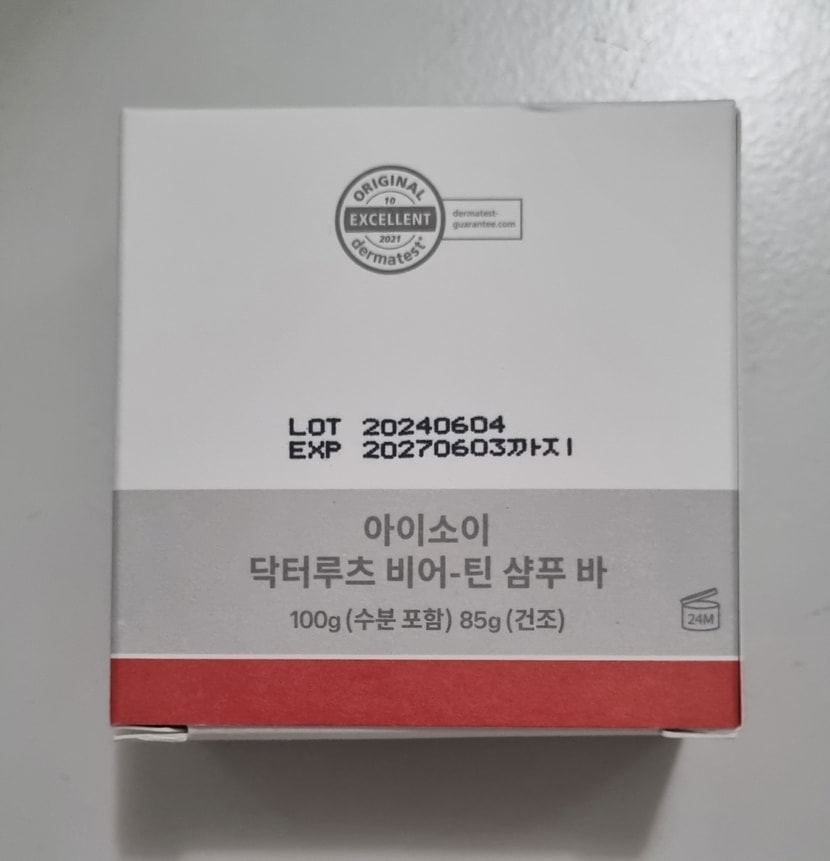 ORIGINAL
10
EXCELLENT
2021
dermatest®
dermatest-
guarantee.com
LOT 20240604
EXP 20270603까지
아이소이
닥터루츠 비어-틴 샴푸 바
100g (수분 포함) 85g (건조)
24M